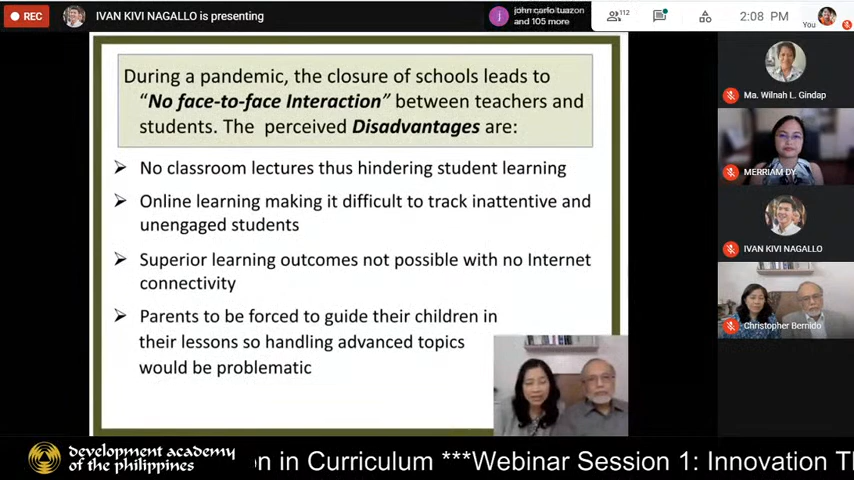 REC
IVAN KIVI NAGALLO is presenting
j
john carlo tuazon
and 105 more
112
2:08 PM
You
During a pandemic, the closure of schools leads to
“No face-to-face Interaction” between teachers and
students. The perceived Disadvantages are:
No classroom lectures thus hindering student learning
Online learning making it difficult to track inattentive and
unengaged students
Superior learning outcomes not possible with no Internet
connectivity
Parents to be forced to guide their children in
their lessons so handling advanced topics
would be problematic
Ma. Wilnah L. Gindap
MERRIAM DY
IVAN KIVI NAGALLO
Christopher Bernido
development academy
of the philippines
on in Curriculum ***Webinar Session 1: Innovation Th